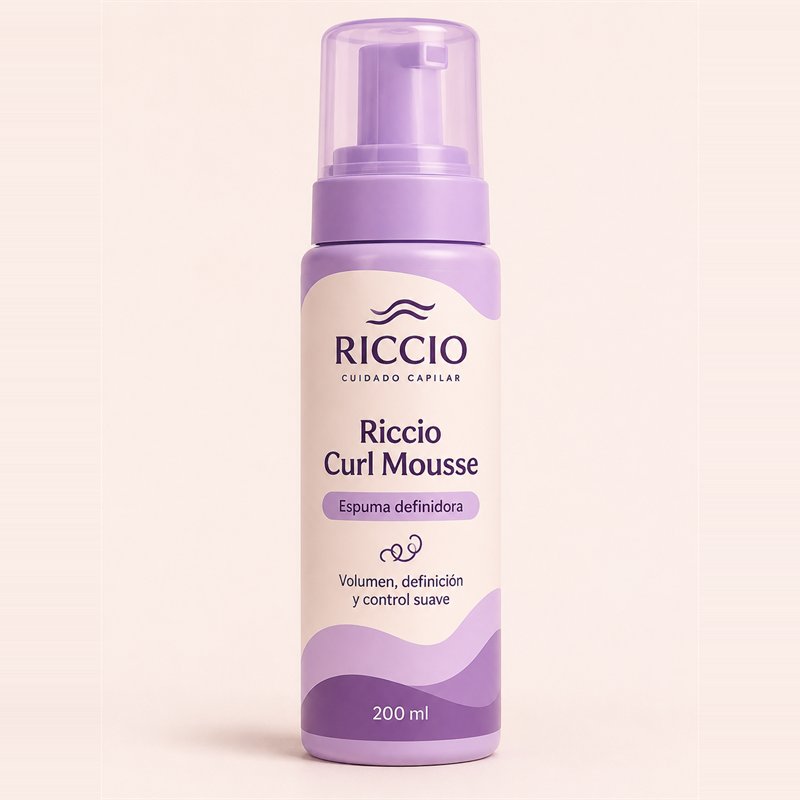 RICCIO
CUIDADO CAPILAR
Riccio
Curl Mousse
Espuma definidora
Volumen, definición
y control suave
200 ml